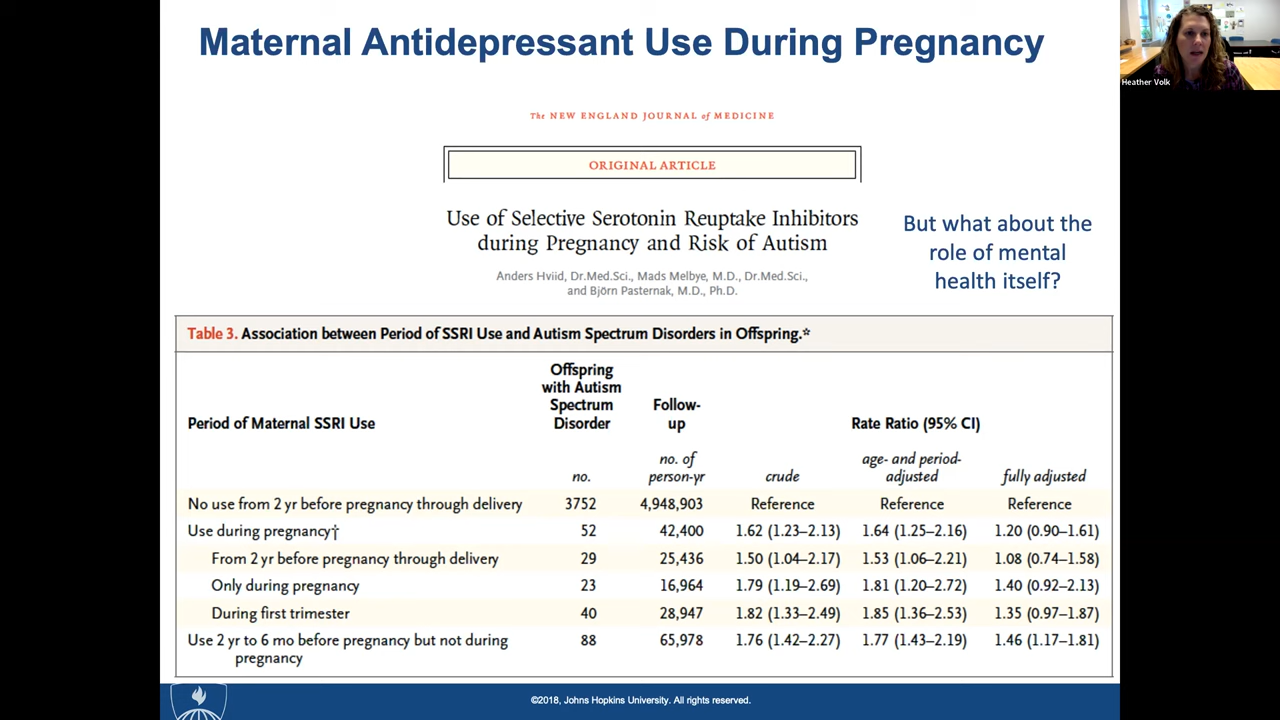 Maternal Antidepressant Use During Pregnancy
Heather Volk
The NEW ENGLAND JOURNAL of MEDICINE
ORIGINAL ARTICLE
Use of Selective Serotonin Reuptake Inhibitors
during Pregnancy and Risk of Autism
Anders Hviid, Dr.Med.Sci., Mads Melbye, M.D., Dr.Med.Sci.,
and Björn Pasternak, M.D., Ph.D.
But what about the
role of mental
health itself?
Table 3. Association between Period of SSRI Use and Autism Spectrum Disorders in Offspring.*
Period of Maternal SSRI Use
Offspring
with Autism
Spectrum
Disorder
Follow-
up
Rate Ratio (95% CI)
no.
no. of
person-yr
crude
age- and period-
adjusted
fully adjusted
No use from 2 yr before pregnancy through delivery 3752 4,948,903 Reference Reference Reference
Use during pregnancy† 52 42,400 1.62 (1.23–2.13) 1.64 (1.25–2.16) 1.20 (0.90–1.61)
From 2 yr before pregnancy through delivery 29 25,436 1.50 (1.04–2.17) 1.53 (1.06–2.21) 1.08 (0.74–1.58)
Only during pregnancy 23 16,964 1.79 (1.19–2.69) 1.81 (1.20–2.72) 1.40 (0.92–2.13)
During first trimester 40 28,947 1.82 (1.33–2.49) 1.85 (1.36–2.53) 1.35 (0.97–1.87)
Use 2 yr to 6 mo before pregnancy but not during 88 65,978 1.76 (1.42–2.27) 1.77 (1.43–2.19) 1.46 (1.17–1.81)
pregnancy
©2018, Johns Hopkins University. All rights reserved.